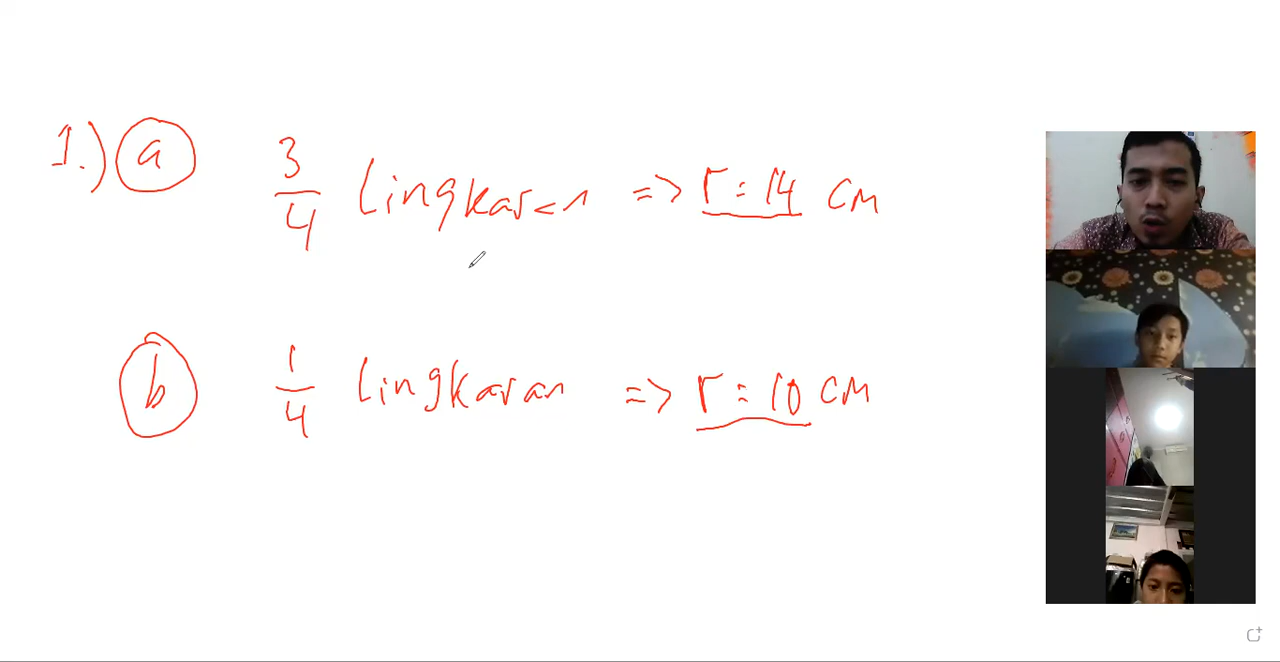 1.) a 3/4 Lingkaran => r = 14 cm
b 1/4 Lingkaran => r = 10 cm